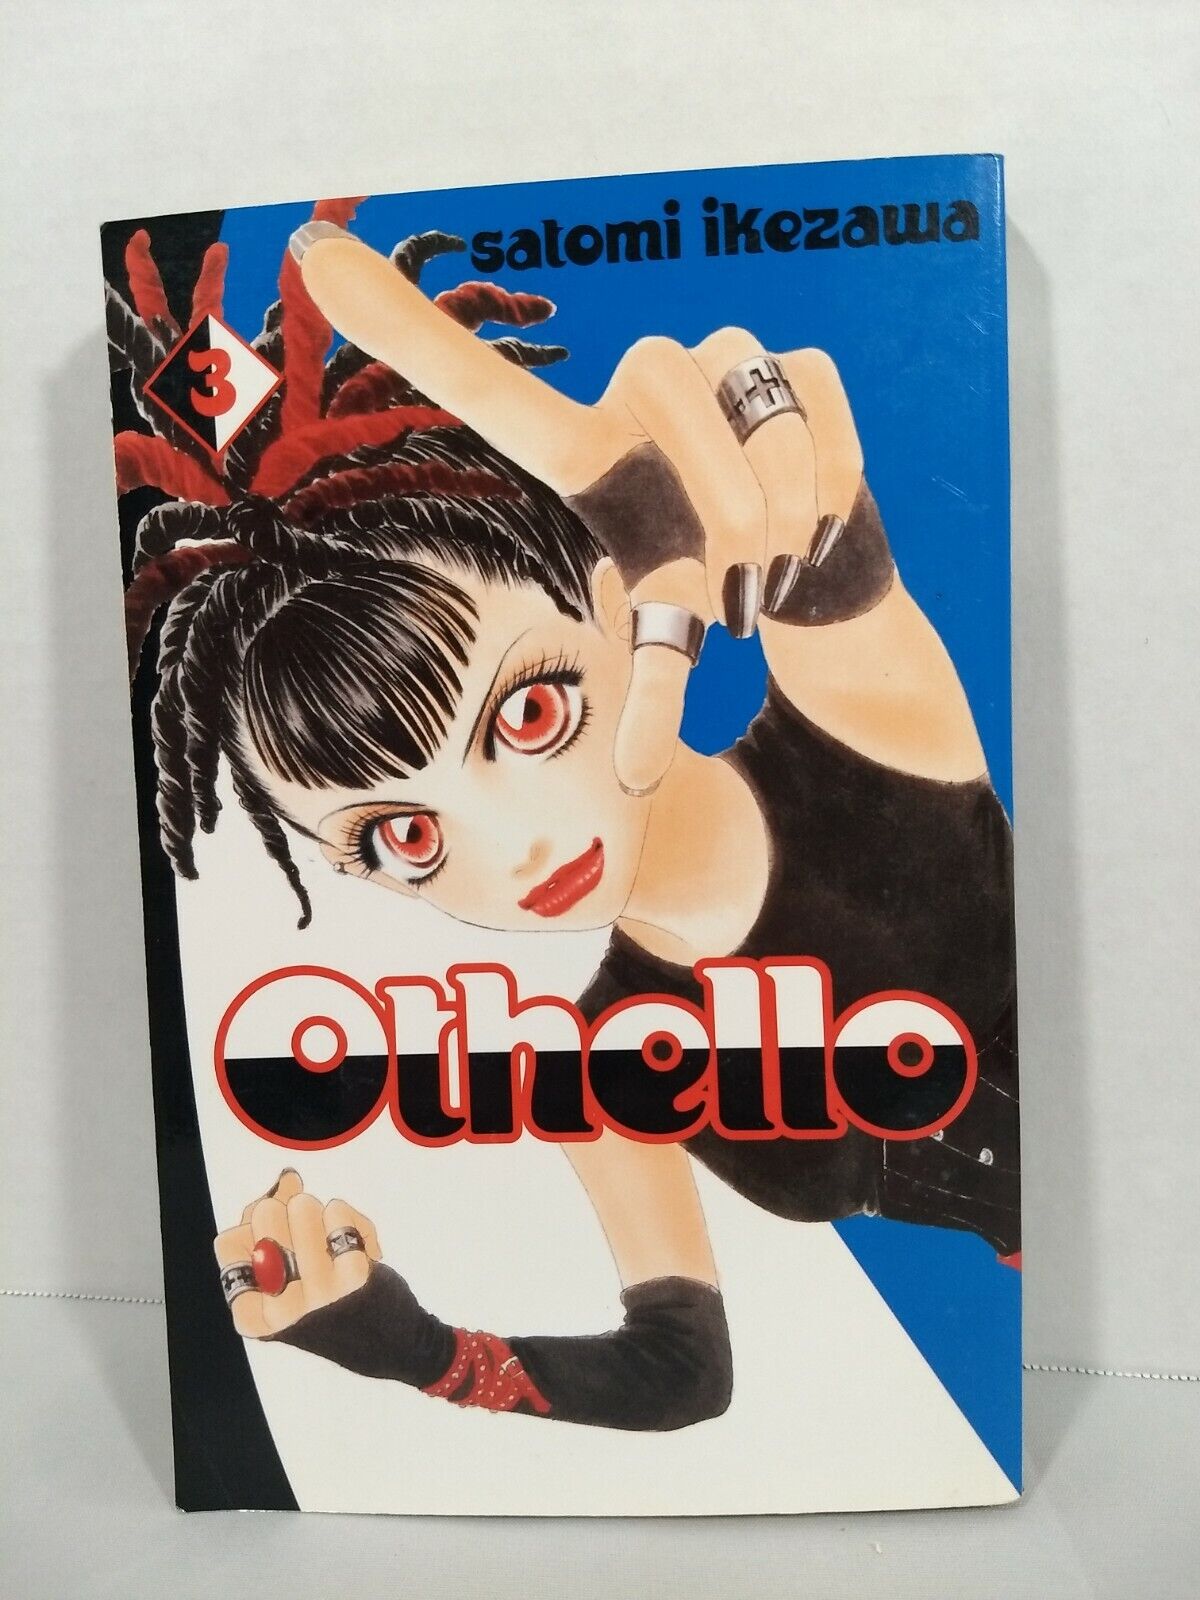 satomi ikezawa
3
Othello